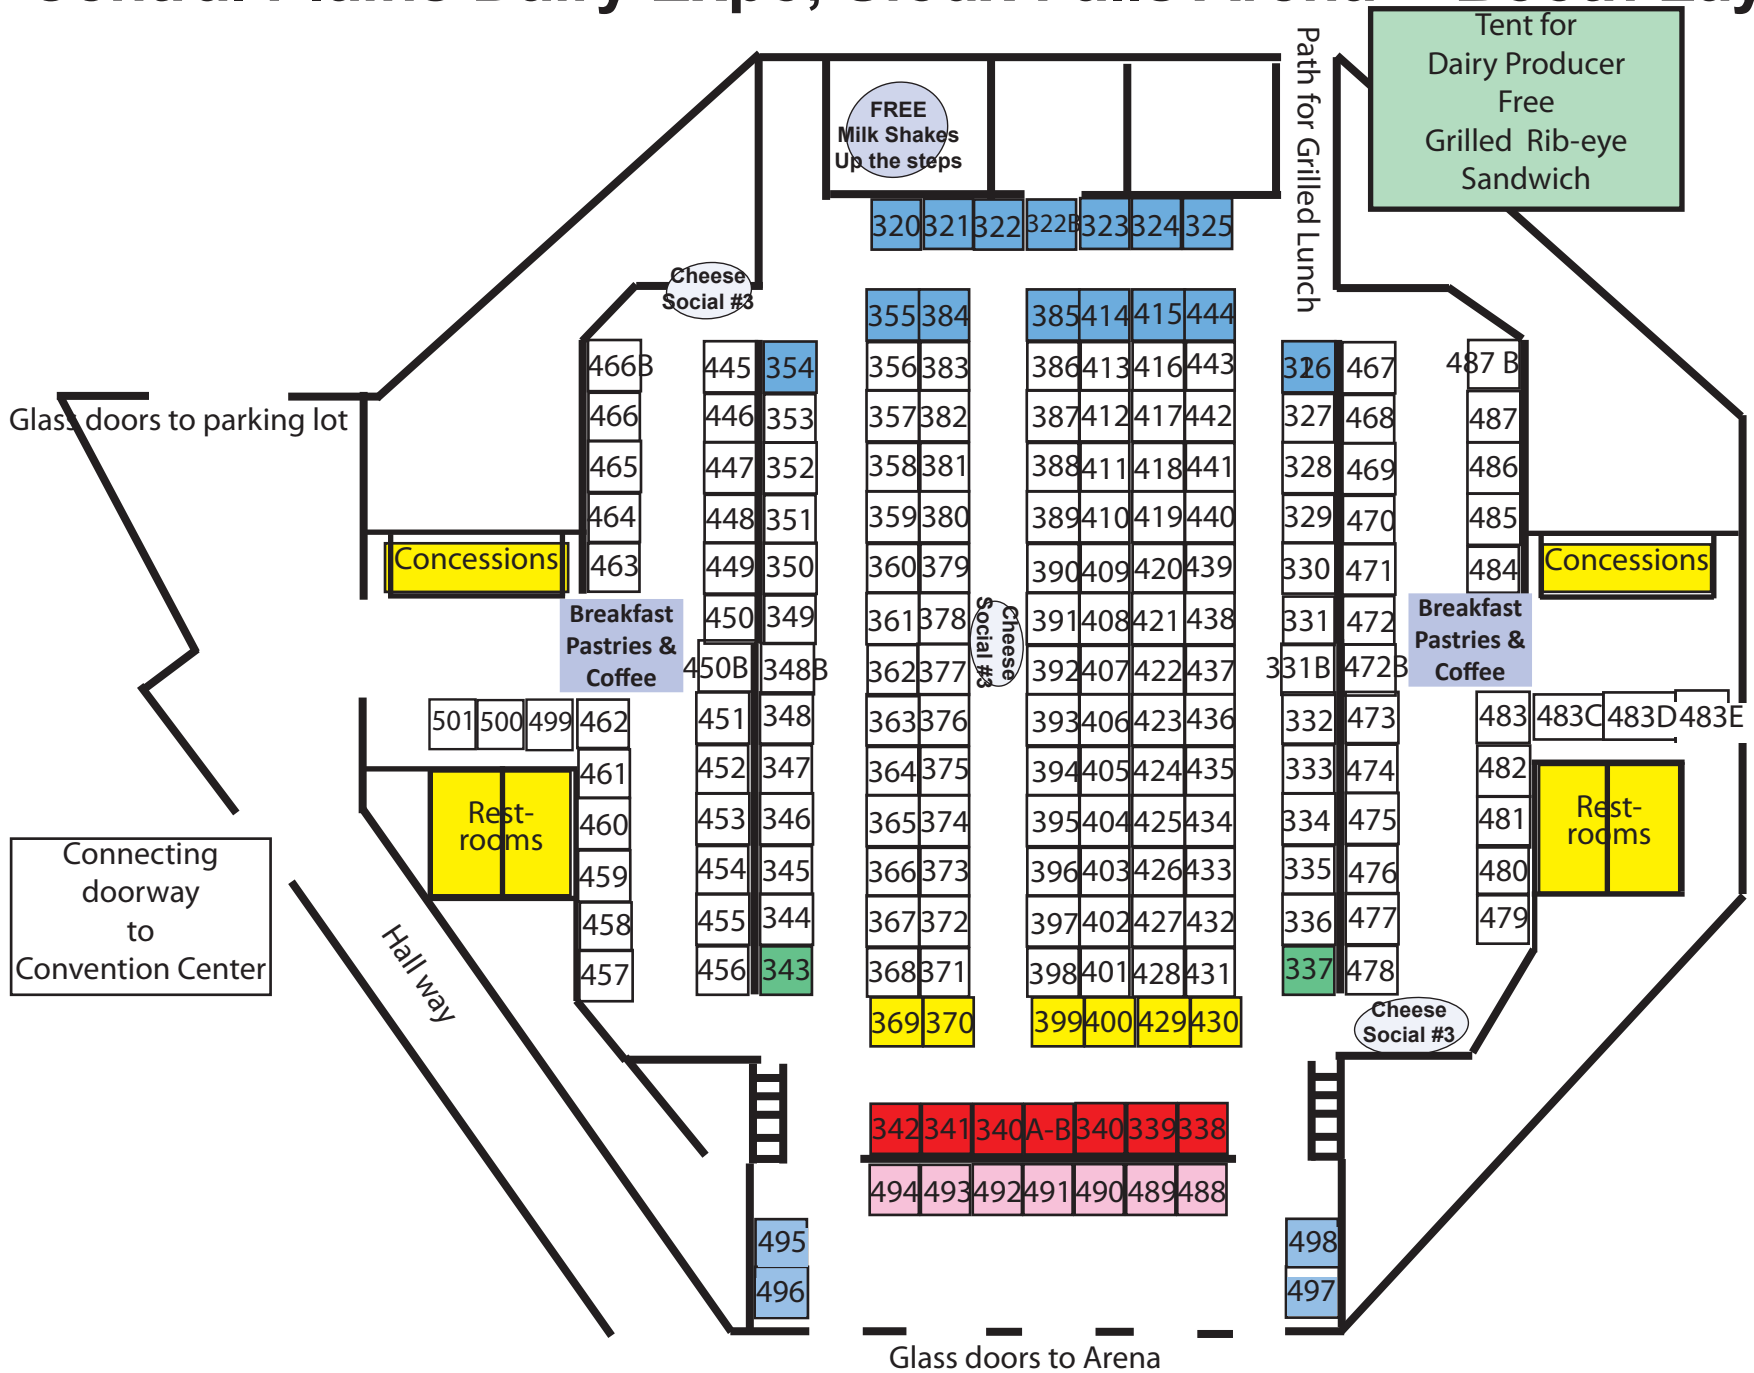 Central Plains Dairy Expo, Sioux Falls Arena - Booth Lay
Tent for
Dairy Producer
Free
Grilled Rib-eye
Sandwich
Path for Grilled Lunch
FREE
Milk Shakes
Up the steps
320 321 322 322B 323 324 325
Cheese
Social #3
355 384 385 414 415 444
466B 445 354 356 383 386 413 416 443 326 467 487 B
Glass doors to parking lot
466 446 353 357 382 387 412 417 442 327 468 487
465 447 352 358 381 388 411 418 441 328 469 486
464 448 351 359 380 389 410 419 440 329 470 485
Concessions
463 449 350 360 379 390 409 420 439 330 471 484
Concessions
Breakfast
Pastries &
Coffee
450 349 361 378 391 408 421 438 331 472
Cheese
Social #3
Breakfast
Pastries &
Coffee
450B 348B 362 377 392 407 422 437 331B 472B
501 500 499 462 451 348 363 376 393 406 423 436 332 473 483 483C 483D 483E
461 452 347 364 375 394 405 424 435 333 474 482
Rest-
rooms
460 453 346 365 374 395 404 425 434 334 475 481
Rest-
rooms
459 454 345 366 373 396 403 426 433 335 476 480
458 455 344 367 372 397 402 427 432 336 477 479
457 456 343 368 371 398 401 428 431 337 478
Connecting
doorway
to
Convention Center
Hall way
369 370 399 400 429 430
Cheese
Social #3
342 341 340 A-B 340 339 338
494 493 492 491 490 489 488
495 498
496 497
Glass doors to Arena